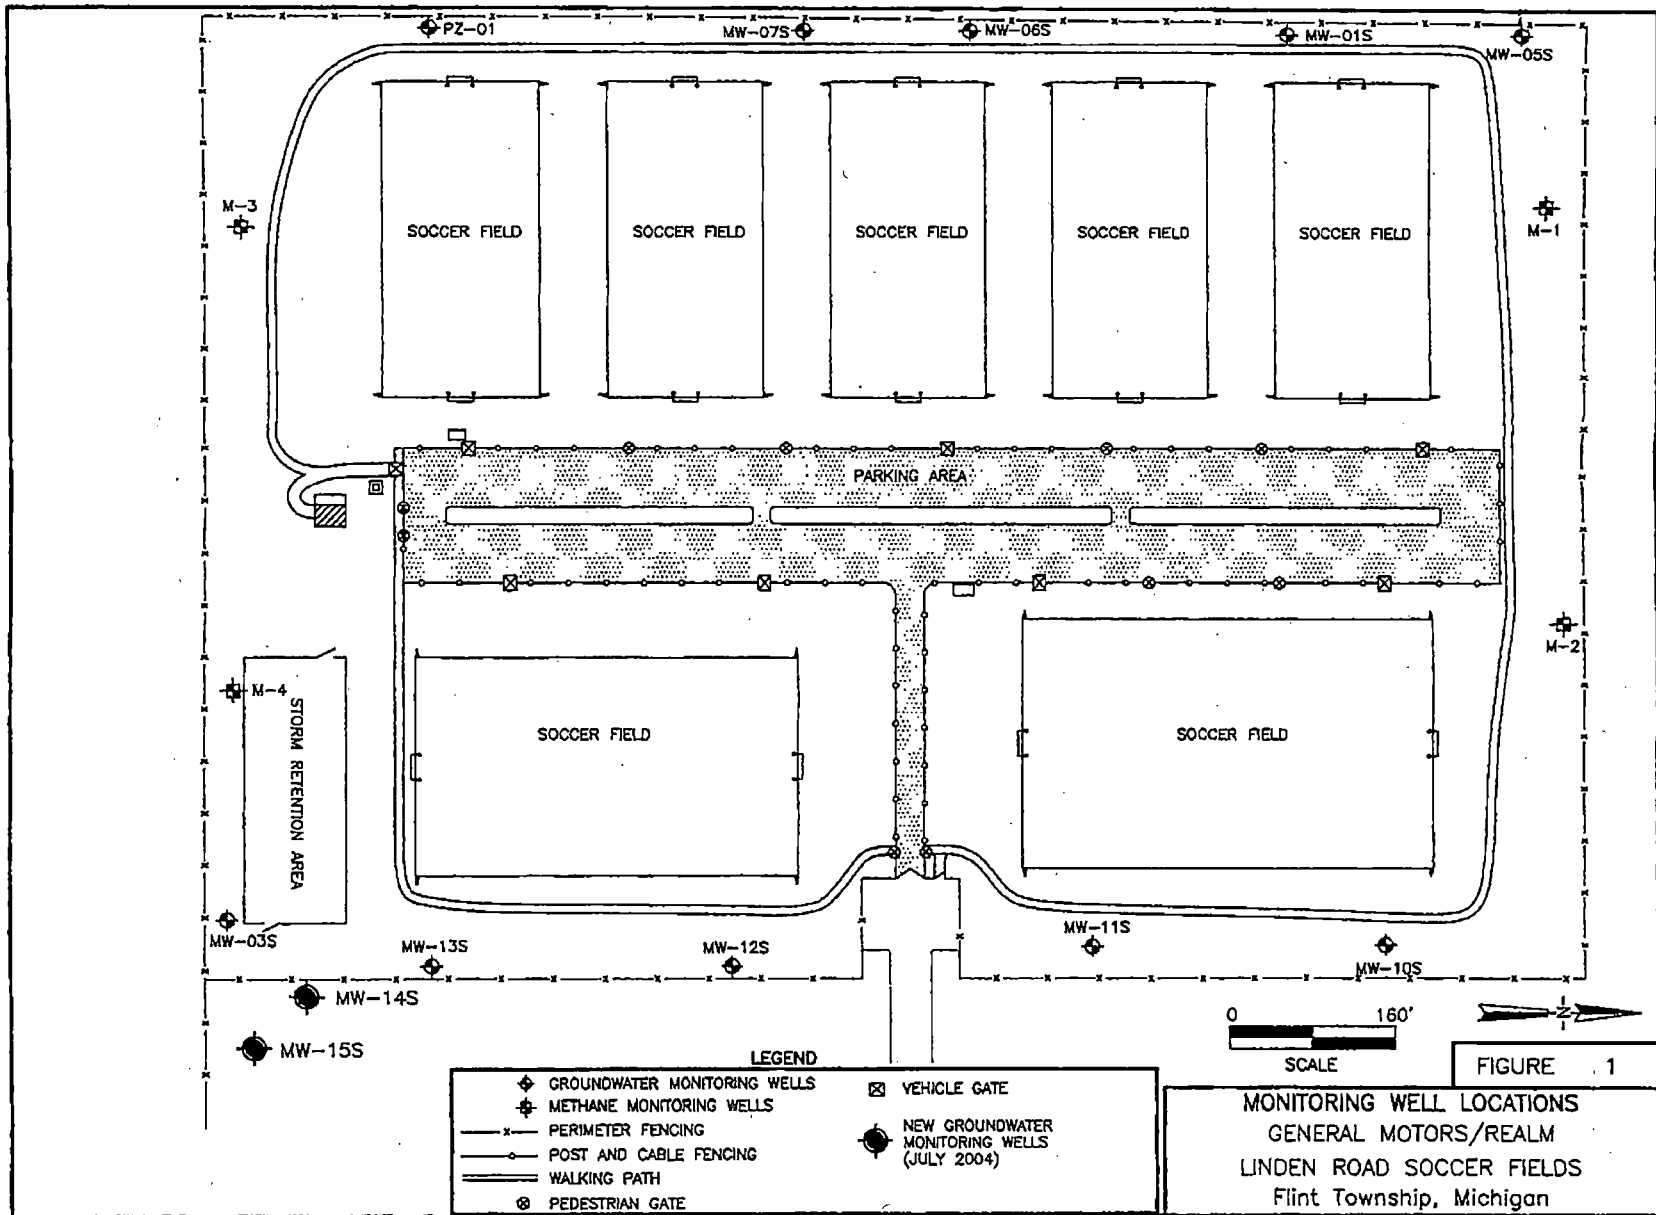 PZ-01
MW-07S
MW-06S
MW-01S
MW-05S
M-3
M-1
SOCCER FIELD
SOCCER FIELD
SOCCER FIELD
SOCCER FIELD
SOCCER FIELD
PARKING AREA
M-2
M-4
STORM RETENTION AREA
SOCCER FIELD
SOCCER FIELD
MW-03S
MW-13S
MW-12S
MW-11S
MW-10S
MW-14S
MW-15S
0 160'
SCALE
N
LEGEND
GROUNDWATER MONITORING WELLS
METHANE MONITORING WELLS
PERIMETER FENCING
POST AND CABLE FENCING
WALKING PATH
PEDESTRIAN GATE
VEHICLE GATE
NEW GROUNDWATER
MONITORING WELLS
(JULY 2004)
FIGURE 1
MONITORING WELL LOCATIONS
GENERAL MOTORS/REALM
LINDEN ROAD SOCCER FIELDS
Flint Township, Michigan